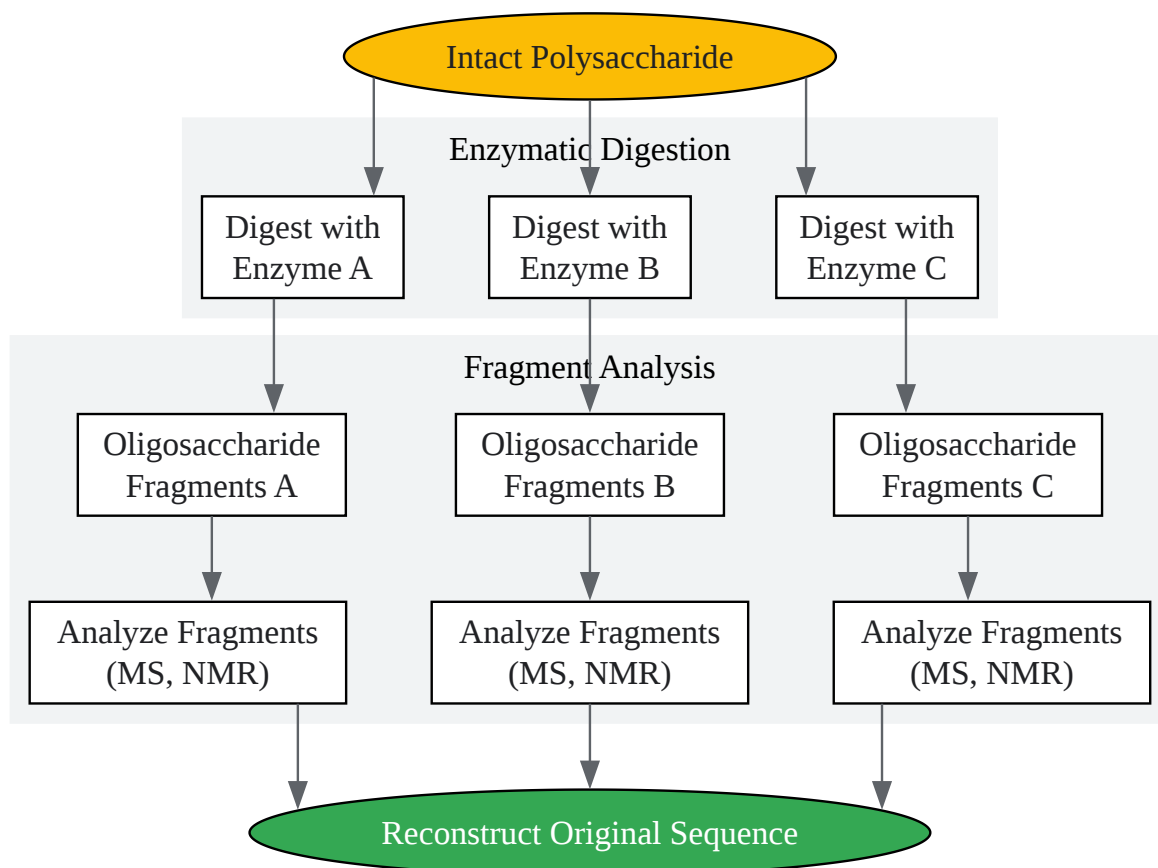 Intact Polysaccharide
Enzymatic Digestion
Digest with
Enzyme A
Digest with
Enzyme B
Digest with
Enzyme C
Fragment Analysis
Oligosaccharide
Fragments A
Oligosaccharide
Fragments B
Oligosaccharide
Fragments C
Analyze Fragments
(MS, NMR)
Analyze Fragments
(MS, NMR)
Analyze Fragments
(MS, NMR)
Reconstruct Original Sequence